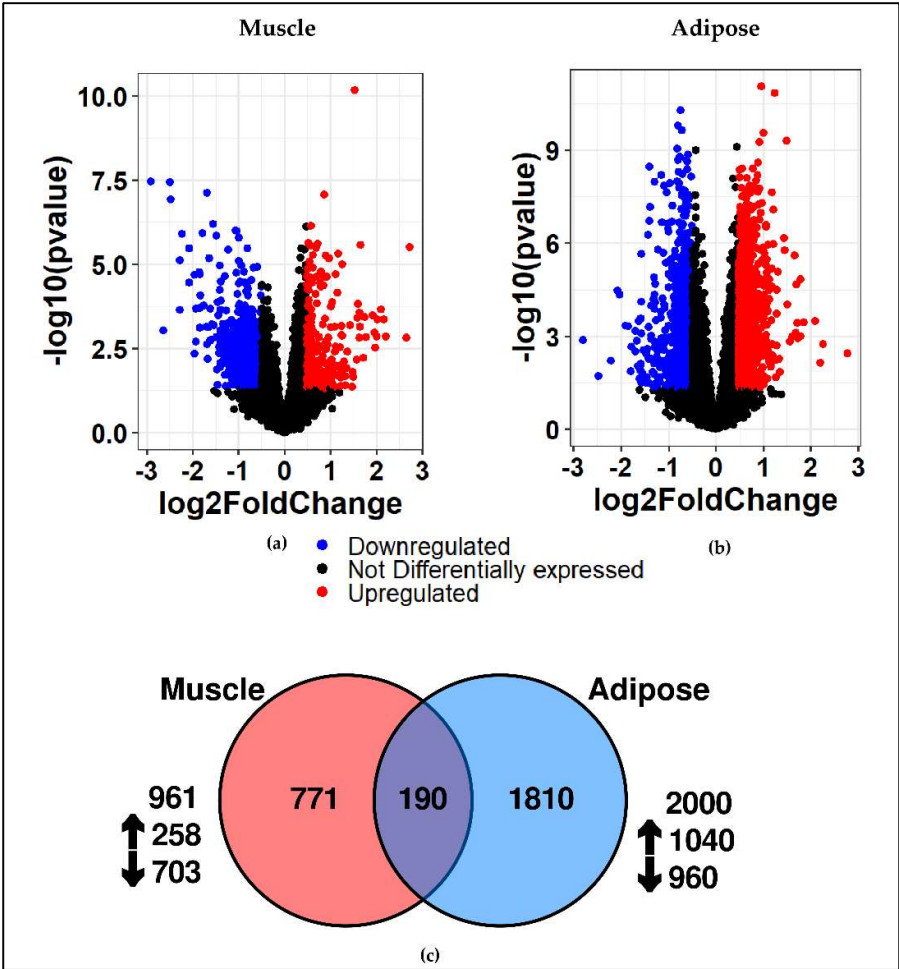 Muscle
Adipose
10.0
7.5
5.0
2.5
0.0
-log10(pvalue)
-3 -2 -1 0 1 2 3
log2FoldChange
(a)
9
6
3
0
-log10(pvalue)
-3 -2 -1 0 1 2 3
log2FoldChange
(b)
Downregulated
Not Differentially expressed
Upregulated
Muscle
Adipose
771
190
1810
961
258
703
2000
1040
960
(c)